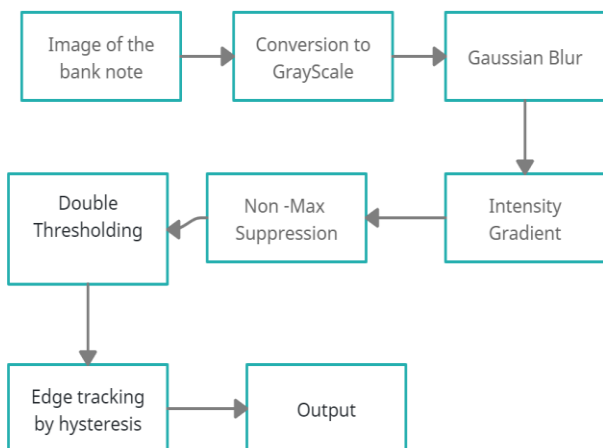 Image of the
bank note
Conversion to
GrayScale
Gaussian Blur
Intensity
Gradient
Non -Max
Suppression
Double
Thresholding
Edge tracking
by hysteresis
Output